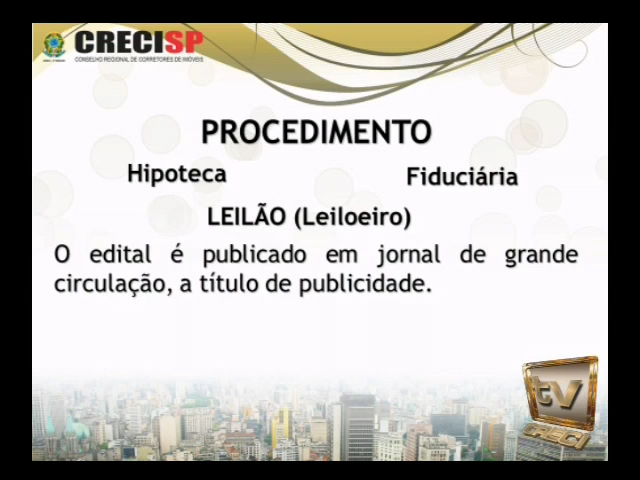 CRECISP
CONSELHO REGIONAL DE CORRETORES DE IMÓVEIS
PROCEDIMENTO
Hipoteca Fiduciária
LEILÃO (Leiloeiro)
O edital é publicado em jornal de grande
circulação, a título de publicidade.
tv
CRECI